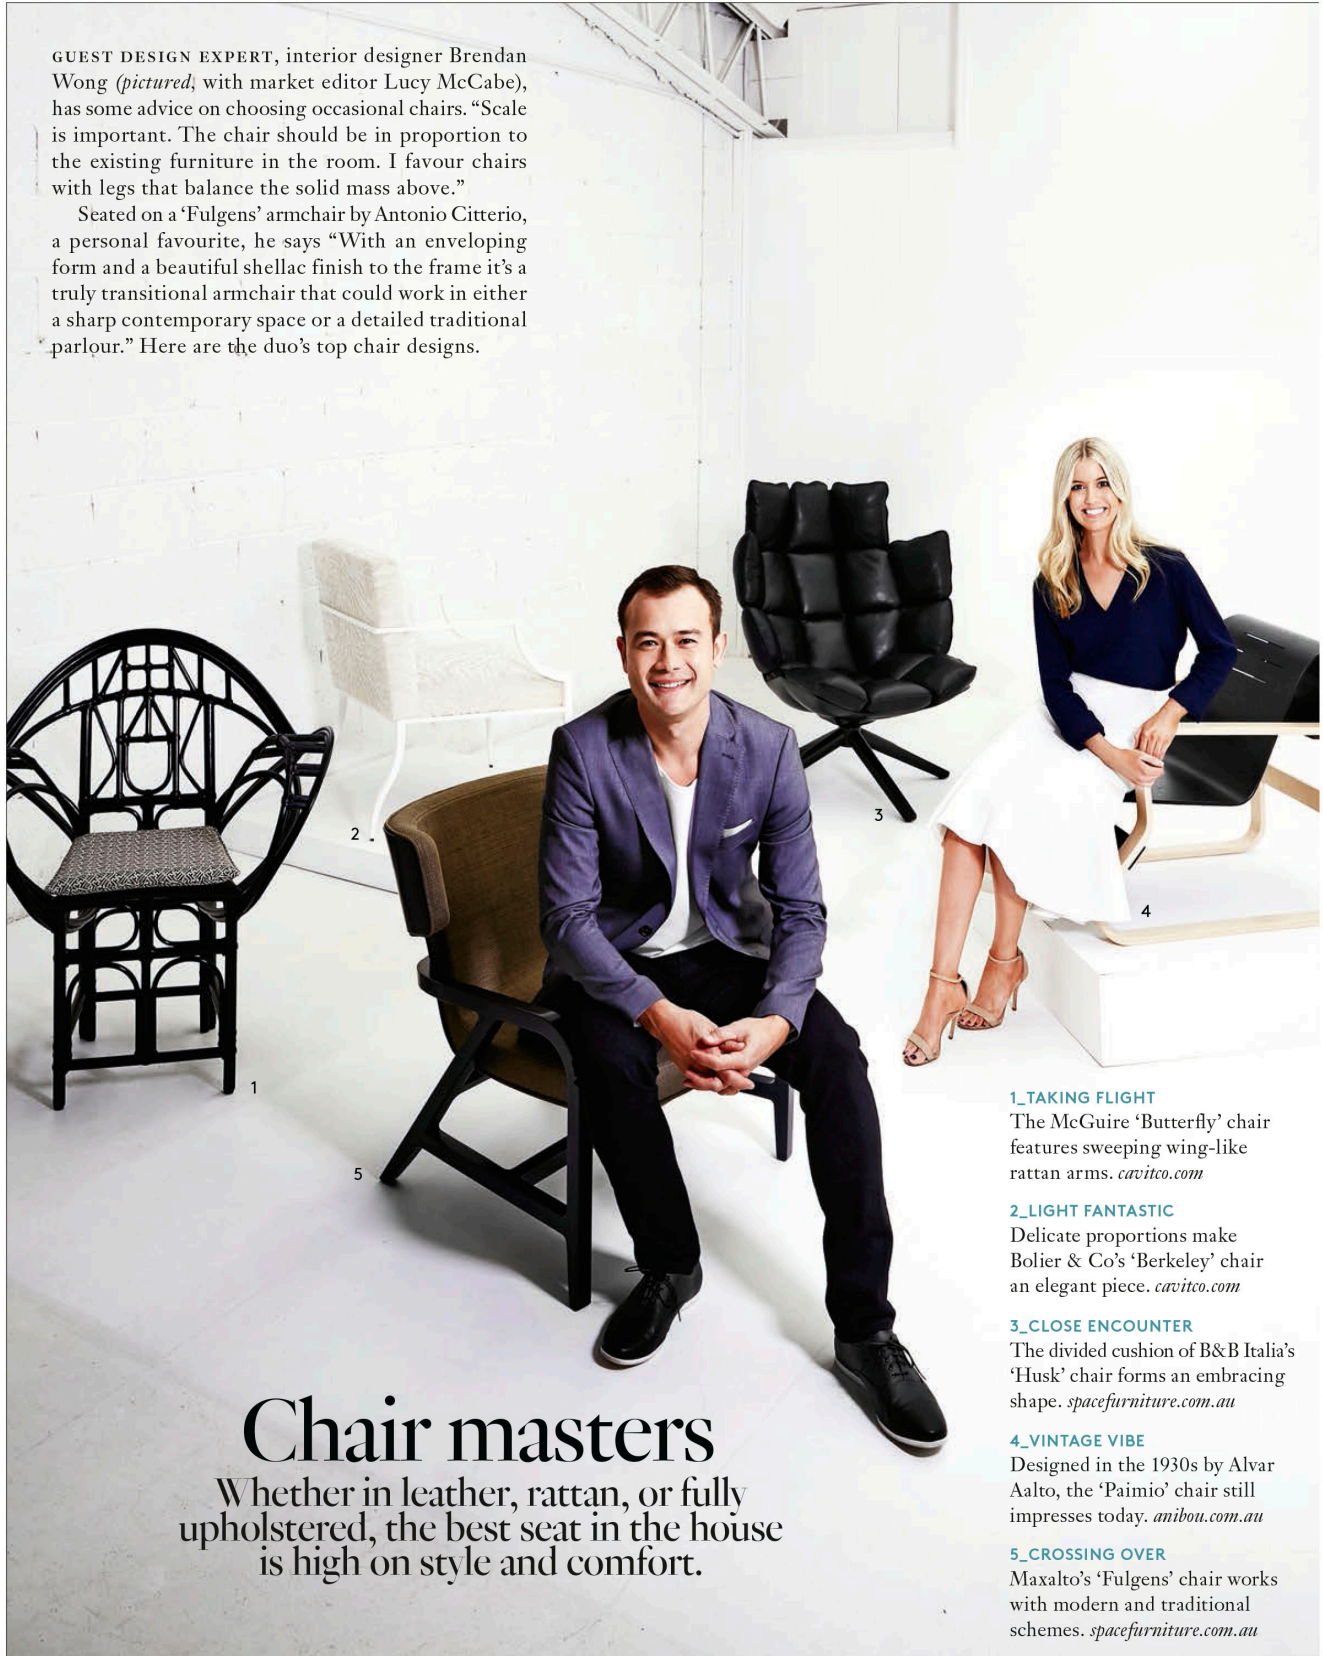 GUEST DESIGN EXPERT, interior designer Brendan
Wong (pictured, with market editor Lucy McCabe),
has some advice on choosing occasional chairs. “Scale
is important. The chair should be in proportion to
the existing furniture in the room. I favour chairs
with legs that balance the solid mass above.”
Seated on a ‘Fulgens’ armchair by Antonio Citterio,
a personal favourite, he says “With an enveloping
form and a beautiful shellac finish to the frame it’s a
truly transitional armchair that could work in either
a sharp contemporary space or a detailed traditional
parlour.” Here are the duo’s top chair designs.
3
2
4
1
5
1_TAKING FLIGHT
The McGuire ‘Butterfly’ chair
features sweeping wing-like
rattan arms. cavitco.com
2_LIGHT FANTASTIC
Delicate proportions make
Bolier & Co’s ‘Berkeley’ chair
an elegant piece. cavitco.com
3_CLOSE ENCOUNTER
The divided cushion of B&B Italia’s
‘Husk’ chair forms an embracing
shape. spacefurniture.com.au
4_VINTAGE VIBE
Designed in the 1930s by Alvar
Aalto, the ‘Paimio’ chair still
impresses today. anibou.com.au
5_CROSSING OVER
Maxalto’s ‘Fulgens’ chair works
with modern and traditional
schemes. spacefurniture.com.au
Chair masters
Whether in leather, rattan, or fully
upholstered, the best seat in the house
is high on style and comfort.